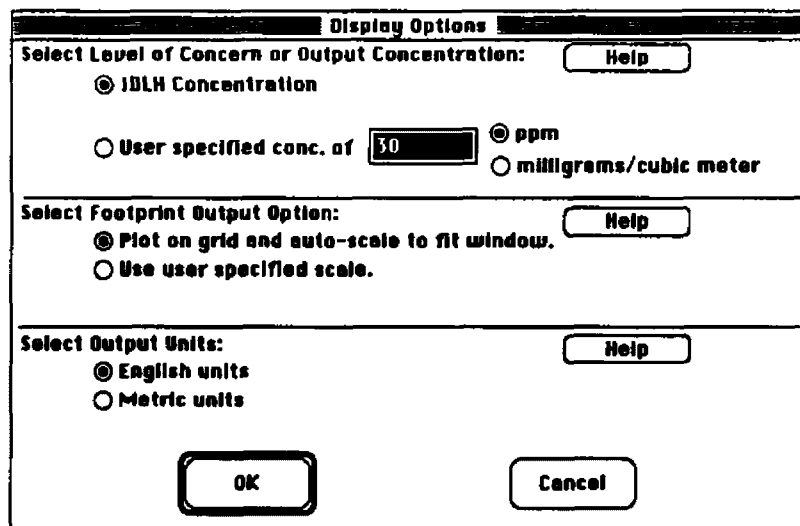 Display Options
Select Level of Concern or Output Concentration:
Help
IDLH Concentration
User specified conc. of
30
ppm
milligrams/cubic meter
Select Footprint Output Option:
Help
Plot on grid and auto-scale to fit window.
Use user specified scale.
Select Output Units:
Help
English units
Metric units
OK
Cancel